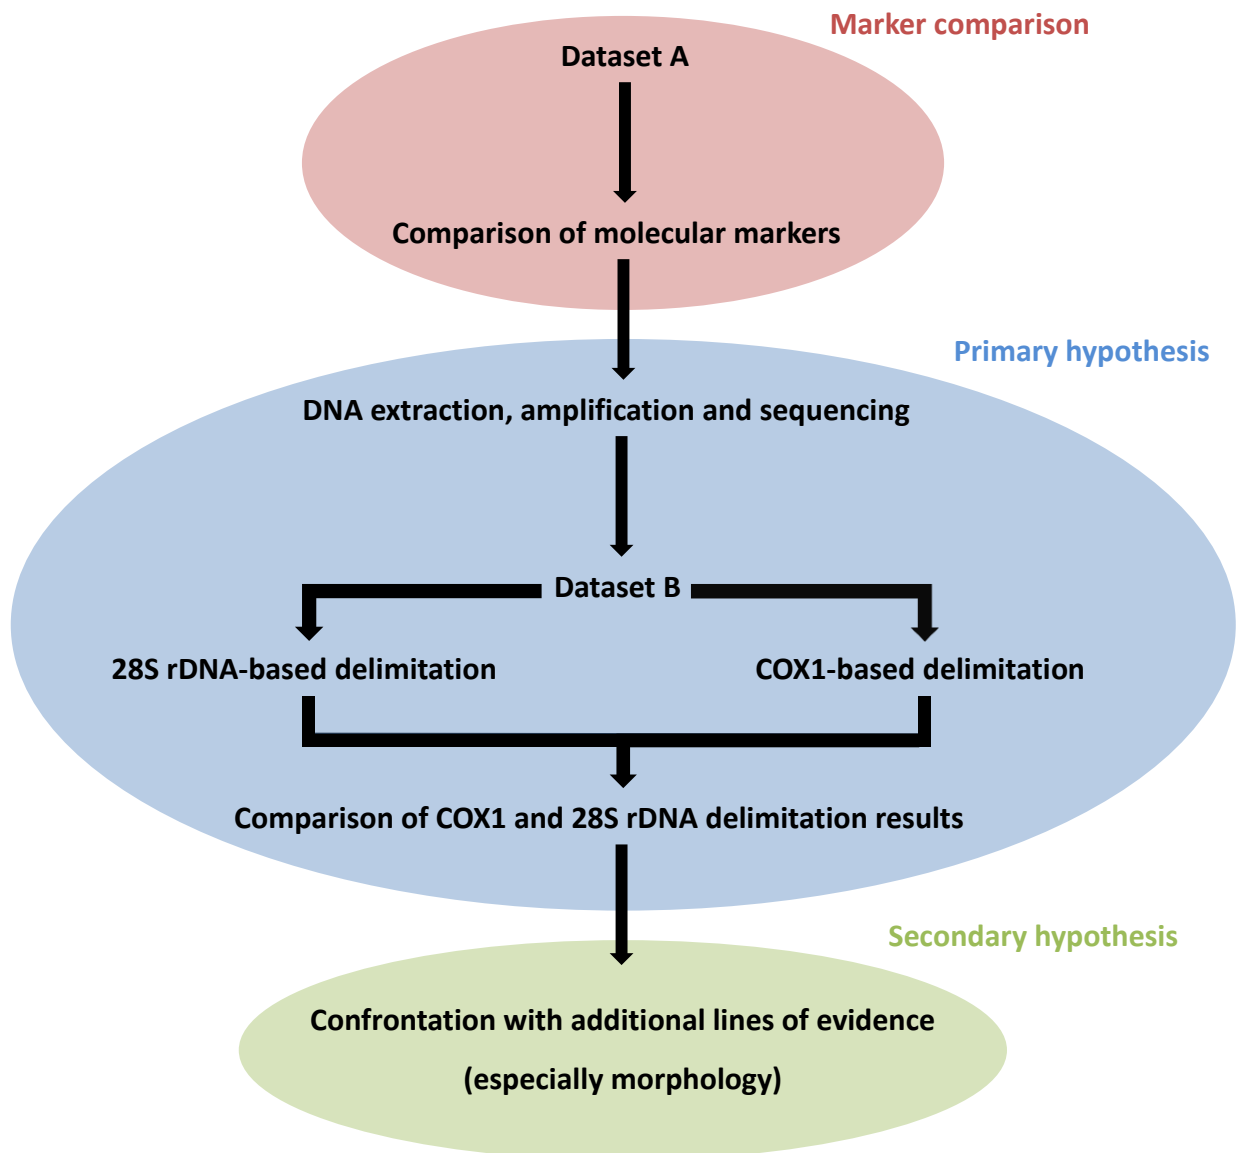 Marker comparison
Dataset A
Comparison of molecular markers
Primary hypothesis
DNA extraction, amplification and sequencing
Dataset B
28S rDNA-based delimitation
COX1-based delimitation
Comparison of COX1 and 28S rDNA delimitation results
Secondary hypothesis
Confrontation with additional lines of evidence
(especially morphology)